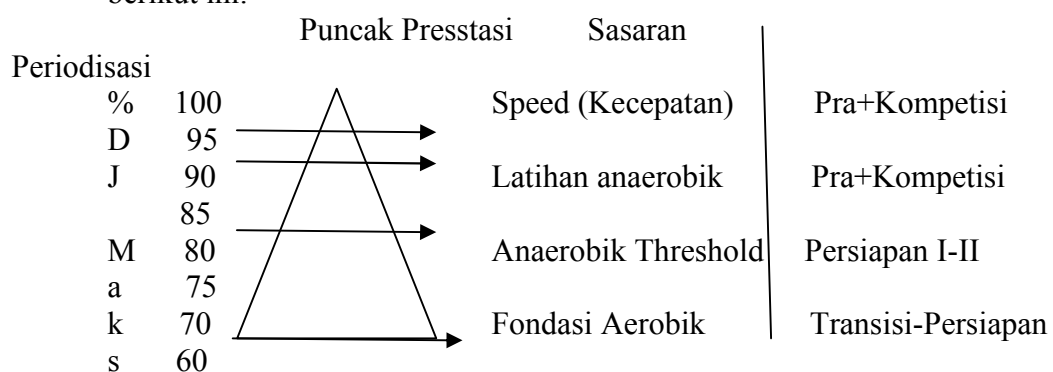 berikut ini:
Puncak Presstasi Sasaran
Periodisasi
% 100 Speed (Kecepatan) Pra+Kompetisi
D 95
J 90 Latihan anaerobik Pra+Kompetisi
85
M 80 Anaerobik Threshold Persiapan I-II
a 75
k 70 Fondasi Aerobik Transisi-Persiapan
s 60